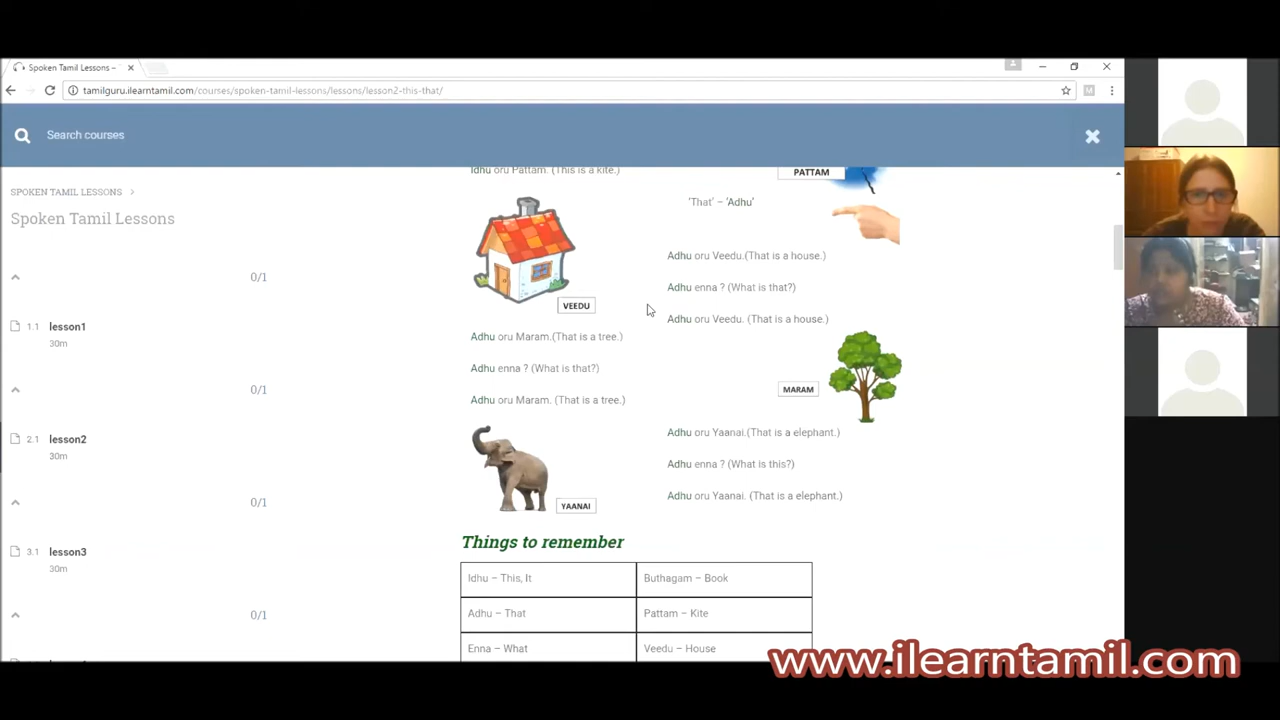 Spoken Tamil Lessons –
tamilguru.ilearntamil.com/courses/spoken-tamil-lessons/lessons/lesson2-this-that/
M
Search courses
SPOKEN TAMIL LESSONS
Spoken Tamil Lessons
0/1
1.1 lesson1
30m
0/1
2.1 lesson2
30m
0/1
3.1 lesson3
30m
0/1
Idhu oru Pattam. (This is a kite.)
PATTAM
'That' – 'Adhu'
VEEDU
Adhu oru Veedu.(That is a house.)
Adhu enna ? (What is that?)
Adhu oru Veedu. (That is a house.)
Adhu oru Maram.(That is a tree.)
Adhu enna ? (What is that?)
Adhu oru Maram. (That is a tree.)
MARAM
YAANAI
Adhu oru Yaanai.(That is a elephant.)
Adhu enna ? (What is this?)
Adhu oru Yaanai. (That is a elephant.)
Things to remember
Idhu – This, It
Buthagam – Book
Adhu – That
Pattam – Kite
Enna – What
Veedu – House
www.ilearntamil.com